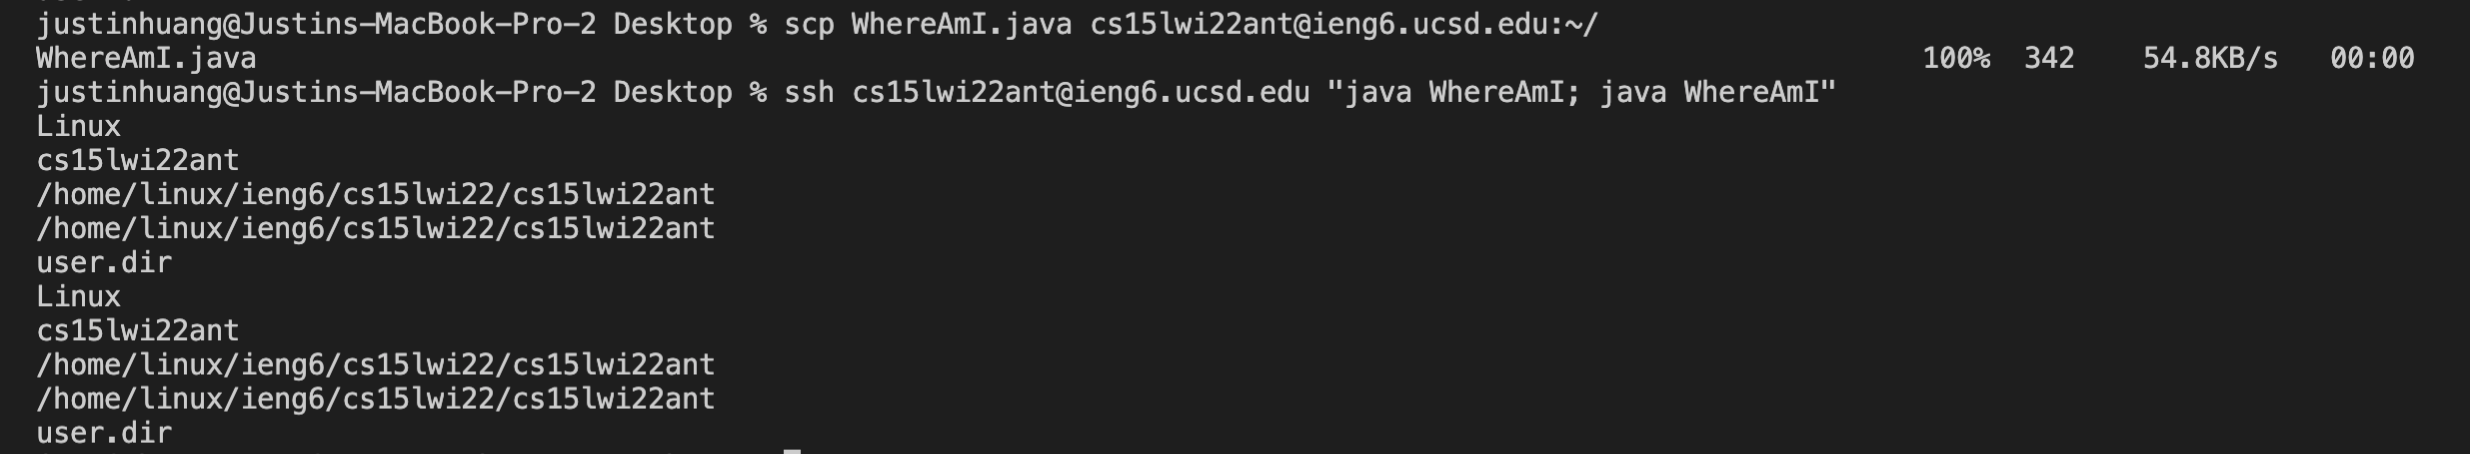 justinhuang@Justins-MacBook-Pro-2 Desktop % scp WhereAmI.java cs15lwi22ant@ieng6.ucsd.edu:~/
WhereAmI.java 100% 342 54.8KB/s 00:00
justinhuang@Justins-MacBook-Pro-2 Desktop % ssh cs15lwi22ant@ieng6.ucsd.edu "java WhereAmI; java WhereAmI"
Linux
cs15lwi22ant
/home/linux/ieng6/cs15lwi22/cs15lwi22ant
/home/linux/ieng6/cs15lwi22/cs15lwi22ant
user.dir
Linux
cs15lwi22ant
/home/linux/ieng6/cs15lwi22/cs15lwi22ant
/home/linux/ieng6/cs15lwi22/cs15lwi22ant
user.dir